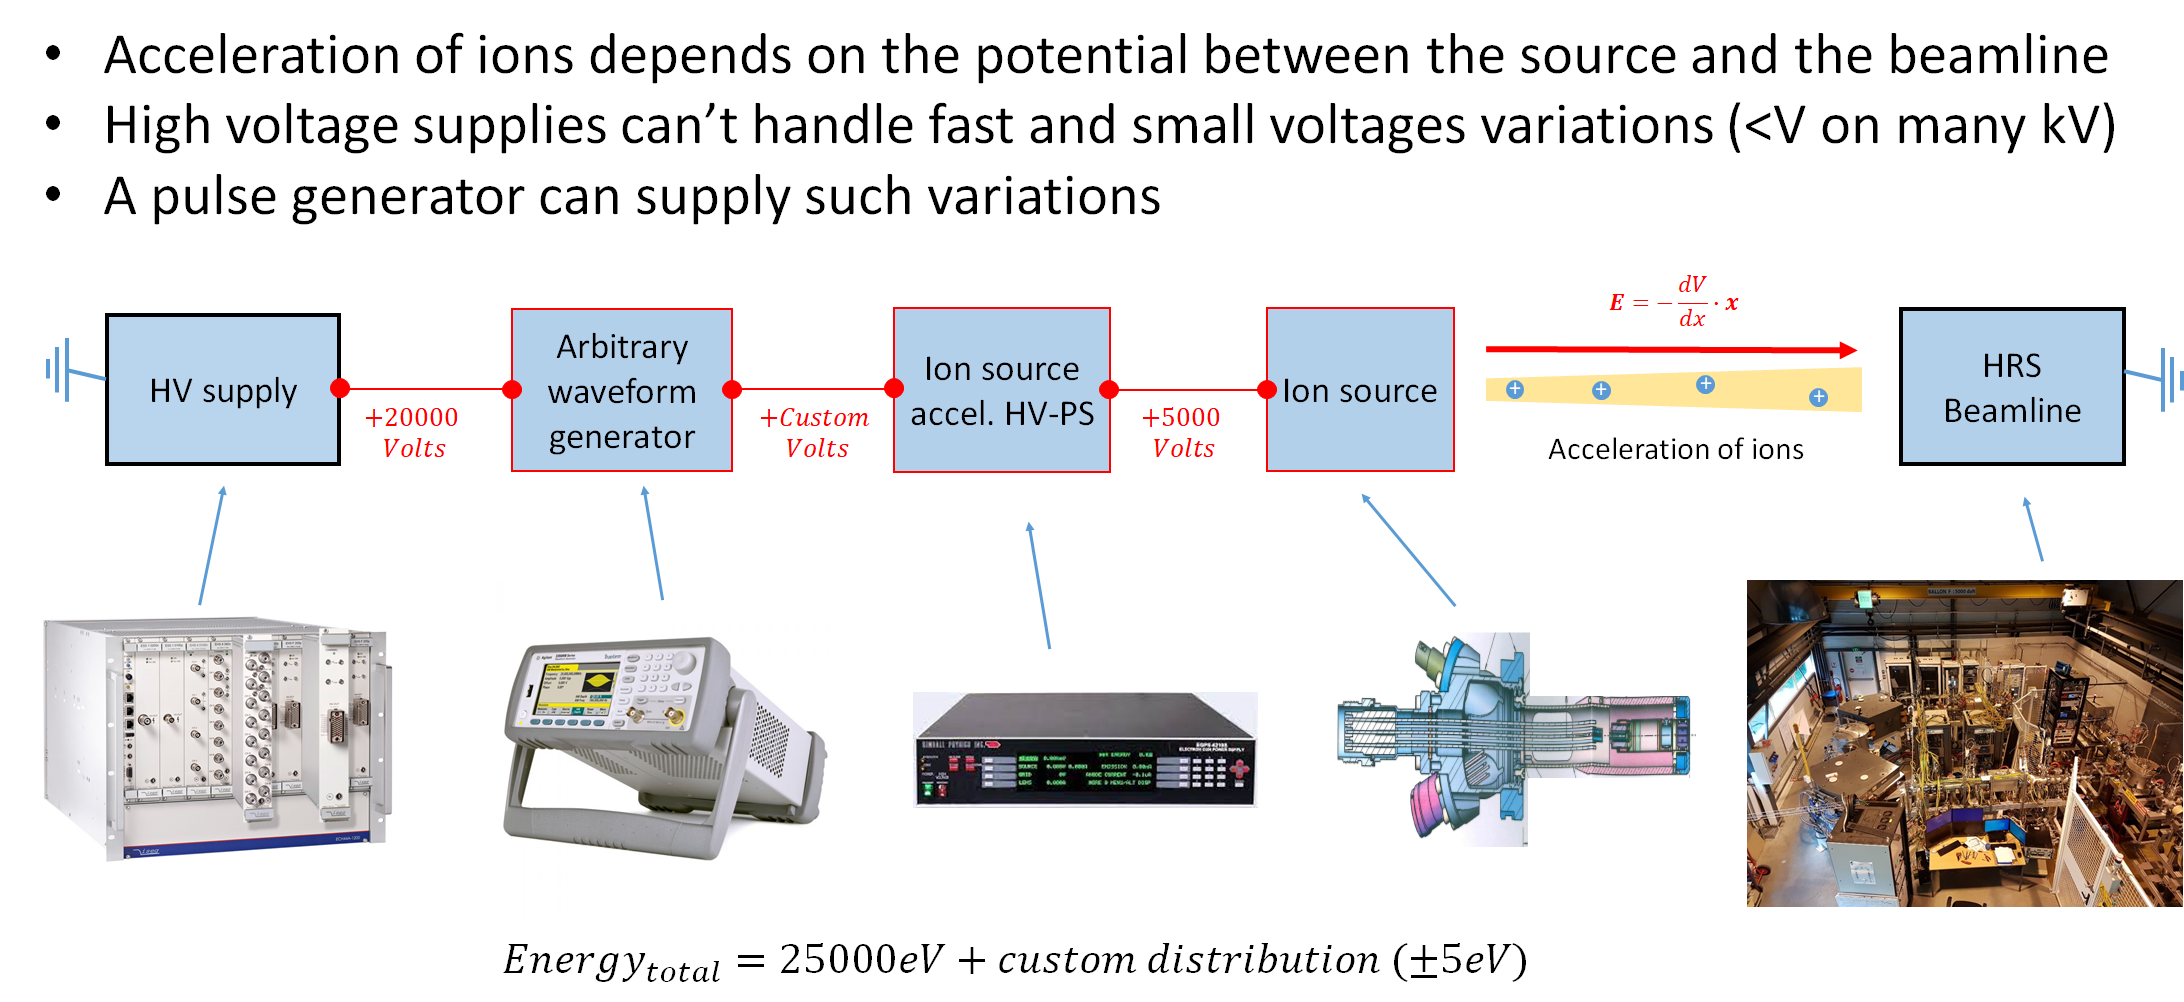 • Acceleration of ions depends on the potential between the source and the beamline
• High voltage supplies can’t handle fast and small voltages variations (<V on many kV)
• A pulse generator can supply such variations
E = − dV/dx · x
HV supply
+20000
Volts
Arbitrary
waveform
generator
+Custom
Volts
Ion source
accel. HV-PS
+5000
Volts
Ion source
Acceleration of ions
HRS
Beamline
KIMBALL PHYSICS INC.
Energy_total = 25000eV + custom distribution (±5eV)